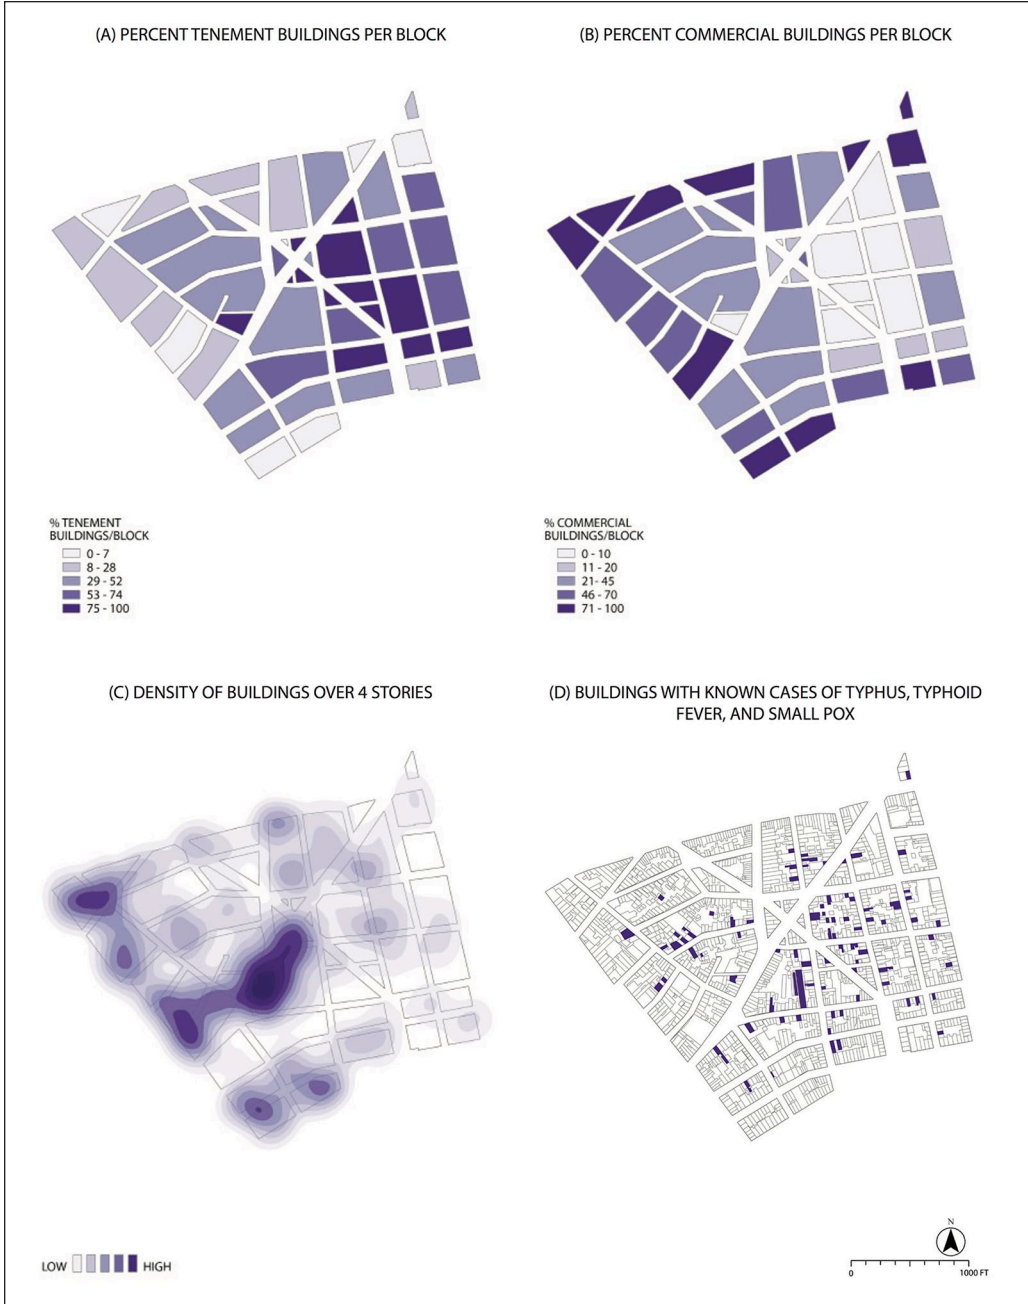 (A) PERCENT TENEMENT BUILDINGS PER BLOCK
(B) PERCENT COMMERCIAL BUILDINGS PER BLOCK
% TENEMENT
BUILDINGS/BLOCK
0 - 7
8 - 28
29 - 52
53 - 74
75 - 100
% COMMERCIAL
BUILDINGS/BLOCK
0 - 10
11 - 20
21- 45
46 - 70
71 - 100
(C) DENSITY OF BUILDINGS OVER 4 STORIES
(D) BUILDINGS WITH KNOWN CASES OF TYPHUS, TYPHOID
FEVER, AND SMALL POX
LOW
HIGH
N
0
1000 FT